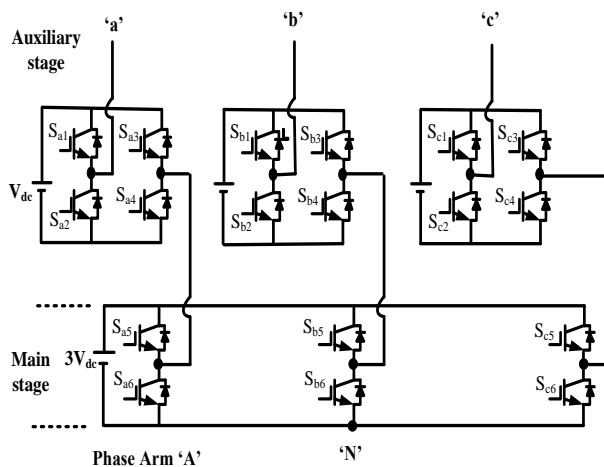 Auxiliary stage
‘a’
‘b’
‘c’
Sa1
Sa3
Sb1
Sb3
Sc1
Sc3
Vdc
Sa2
Sa4
Sb2
Sb4
Sc2
Sc4
Main stage
3Vdc
Sa5
Sb5
Sc5
Sa6
Sb6
Sc6
Phase Arm ‘A’
‘N’